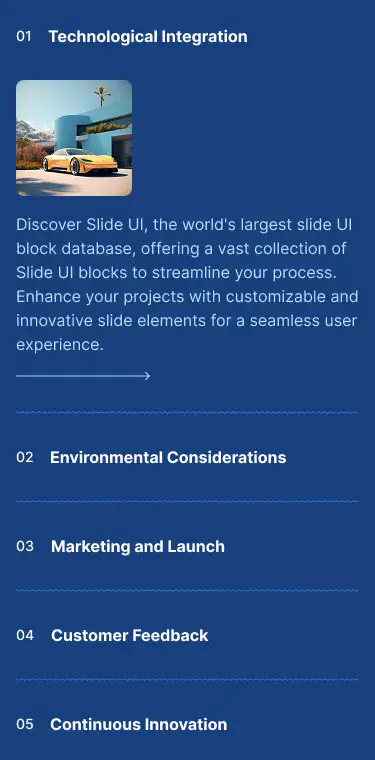 01 Technological Integration
Discover Slide UI, the world's largest slide UI
block database, offering a vast collection of
Slide UI blocks to streamline your process.
Enhance your projects with customizable and
innovative slide elements for a seamless user
experience.
02 Environmental Considerations
03 Marketing and Launch
04 Customer Feedback
05 Continuous Innovation